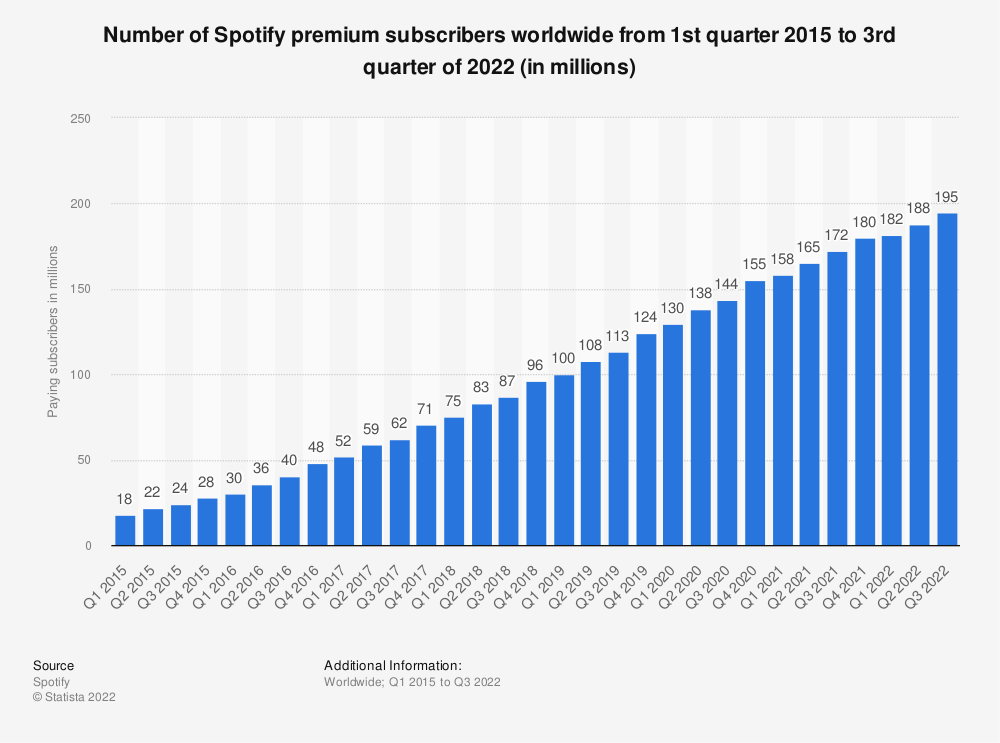 Number of Spotify premium subscribers worldwide from 1st quarter 2015 to 3rd
quarter of 2022 (in millions)
250
200
150
100
50
0
Paying subscribers in millions
18
22
24
28
30
36
40
48
52
59
62
71
75
83
87
96
100
108
113
124
130
138
144
155
158
165
172
180
182
188
195
Q1 2015
Q2 2015
Q3 2015
Q4 2015
Q1 2016
Q2 2016
Q3 2016
Q4 2016
Q1 2017
Q2 2017
Q3 2017
Q4 2017
Q1 2018
Q2 2018
Q3 2018
Q4 2018
Q1 2019
Q2 2019
Q3 2019
Q4 2019
Q1 2020
Q2 2020
Q3 2020
Q4 2020
Q1 2021
Q2 2021
Q3 2021
Q4 2021
Q1 2022
Q2 2022
Q3 2022
Source
Spotify
© Statista 2022
Additional Information:
Worldwide; Q1 2015 to Q3 2022